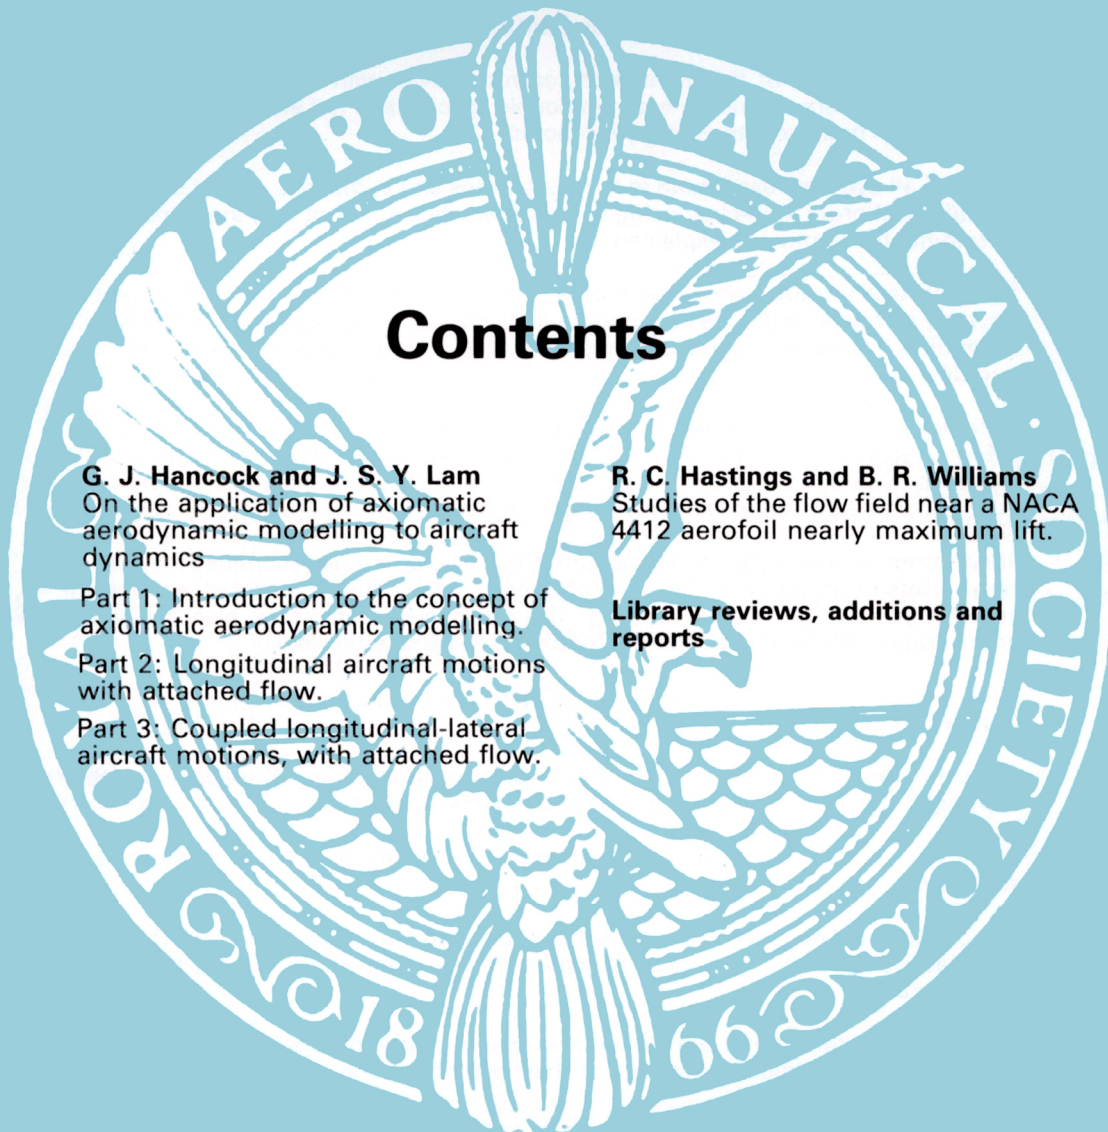 ROYAL AERONAUTICAL · SOCIETY
1866
Contents
G. J. Hancock and J. S. Y. Lam
On the application of axiomatic
aerodynamic modelling to aircraft
dynamics
Part 1: Introduction to the concept of
axiomatic aerodynamic modelling.
Part 2: Longitudinal aircraft motions
with attached flow.
Part 3: Coupled longitudinal-lateral
aircraft motions, with attached flow.
R. C. Hastings and B. R. Williams
Studies of the flow field near a NACA
4412 aerofoil nearly maximum lift.
Library reviews, additions and
reports